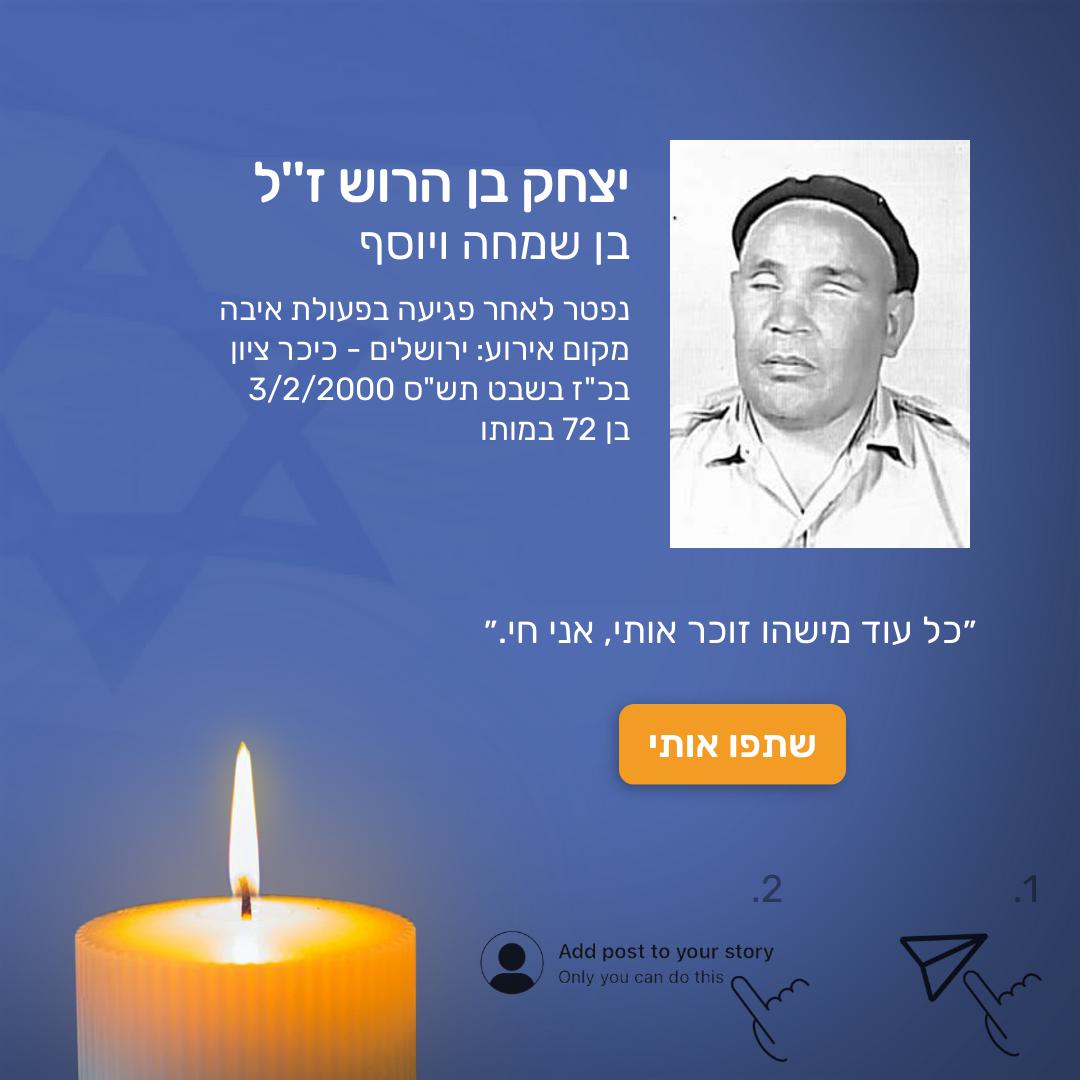 יצחק בן הרוש ז"ל
בן שמחה ויוסף
נפטר לאחר פגיעה בפעולת איבה
מקום אירוע: ירושלים - כיכר ציון
בכ"ז בשבט תש"ס 3/2/2000
בן 72 במותו
״כל עוד מישהו זוכר אותי, אני חי.״
שתפו אותי
.1
.2
Add post to your story
Only you can do this